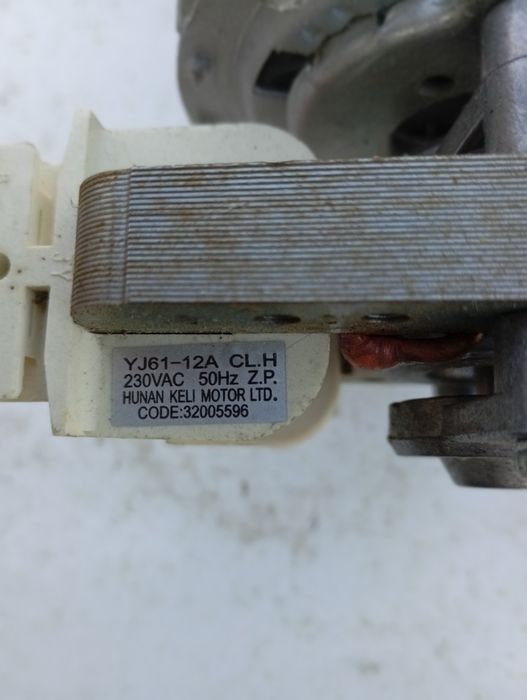 YJ61-12A CL.H
230VAC 50Hz Z.P.
HUNAN KELI MOTOR LTD.
CODE:32005596